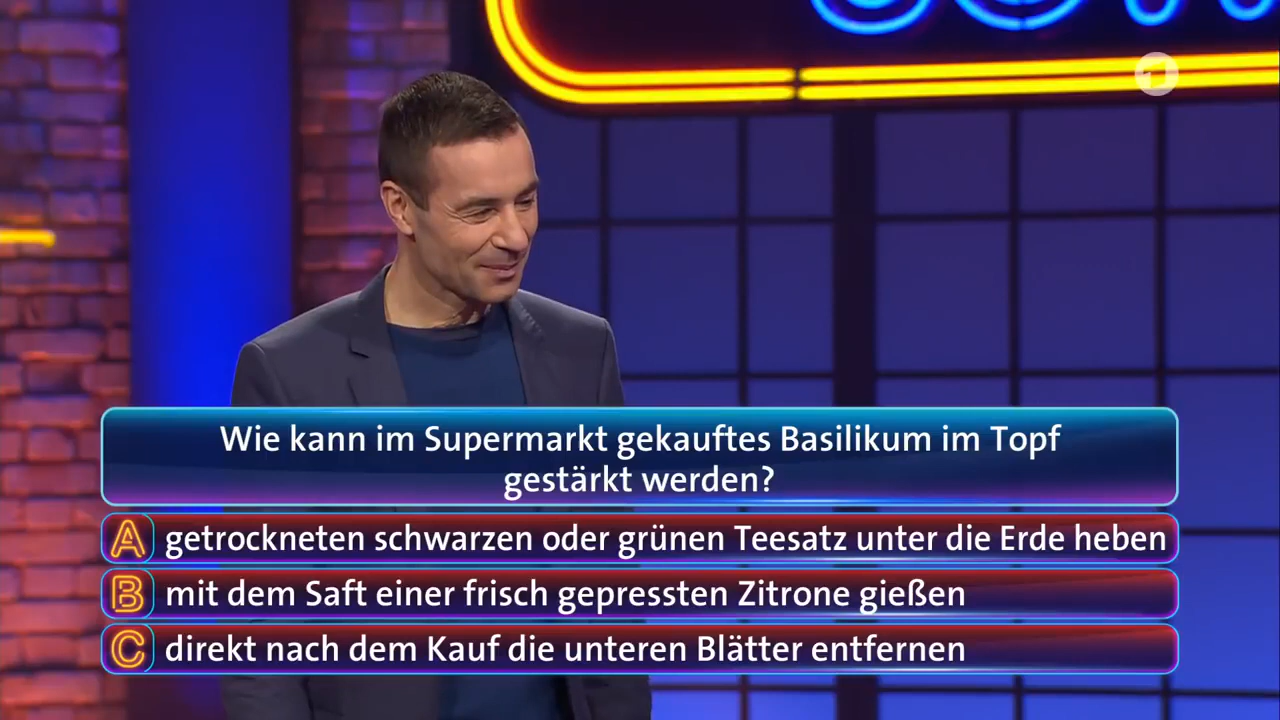 Wie kann im Supermarkt gekauftes Basilikum im Topf
gestärkt werden?
A getrockneten schwarzen oder grünen Teesatz unter die Erde heben
B mit dem Saft einer frisch gepressten Zitrone gießen
C direkt nach dem Kauf die unteren Blätter entfernen